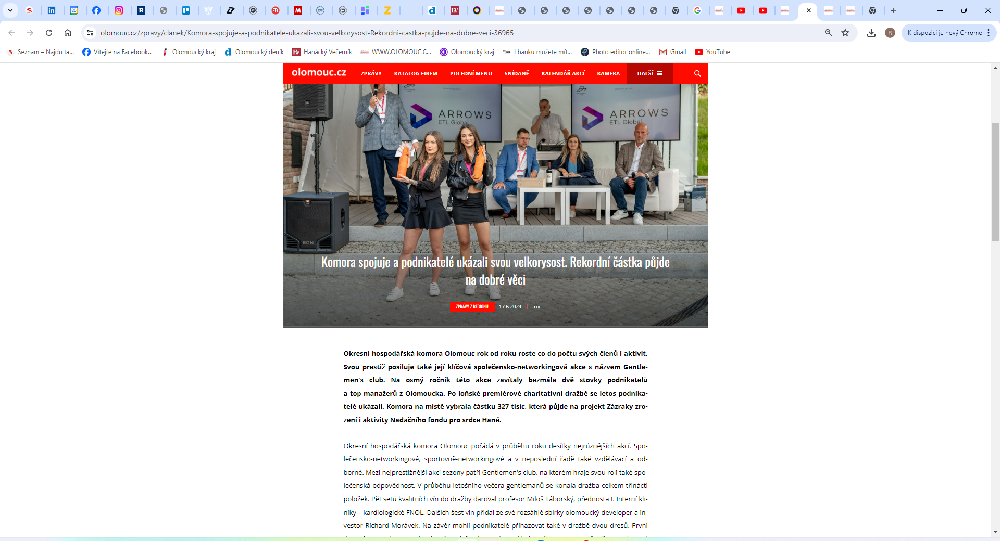 olomouc.cz/zpravy/clanek/Komora-spojuje-a-podnikatele-ukazali-svou-velkorysost-Rekordni-castka-pujde-na-dobre-veci-36965
K dispozici je nový Chrome
Seznam – Najdu ta... Vítejte na Facebook... Olomoucký kraj Olomoucký deník Hanácký Večerník WWW.OLOMOUC.C... Olomoucký kraj I banku můžete mít... Photo editor online... Gmail YouTube
olomouc.cz ZPRÁVY KATALOG FIREM POLEDNÍ MENU SNÍDANĚ KALENDÁŘ AKCÍ KAMERA DALŠÍ
ARROWS
ETL Global
ARROWS
ETL Global
EON
Komora spojuje a podnikatelé ukázali svou velkorysost. Rekordní částka půjde
na dobré věci
ZPRÁVY Z REGIONU 17.6.2024 | roc
Okresní hospodářská komora Olomouc rok od roku roste co do počtu svých členů i aktivit.
Svou prestiž posiluje také její klíčová společensko-networkingová akce s názvem Gentle-
men's club. Na osmý ročník této akce zavítaly bezmála dvě stovky podnikatelů
a top manažerů z Olomoucka. Po loňské premiérové charitativní dražbě se letos podnika-
telé ukázali. Komora na místě vybrala částku 327 tisíc, která půjde na projekt Zázraky zro-
zení i aktivity Nadačního fondu pro srdce Hané.
Okresní hospodářská komora Olomouc pořádá v průběhu roku desítky nejrůznějších akcí. Spo-
lečensko-networkingové, sportovně-networkingové a v neposlední řadě také vzdělávací a od-
borné. Mezi nejprestižnější akci sezony patří Gentlemen's club, na kterém hraje svou roli také spo-
lečenská odpovědnost. V průběhu letošního večera gentlemanů se konala dražba celkem třinácti
položek. Pět setů kvalitních vín do dražby daroval profesor Miloš Táborský, přednosta I. Interní kli-
niky – kardiologické FNOL. Dalších šest vín přidal ze své rozsáhlé sbírky olomoucký developer a in-
vestor Richard Morávek. Na závěr mohli podnikatelé přihazovat také v dražbě dvou dresů. První